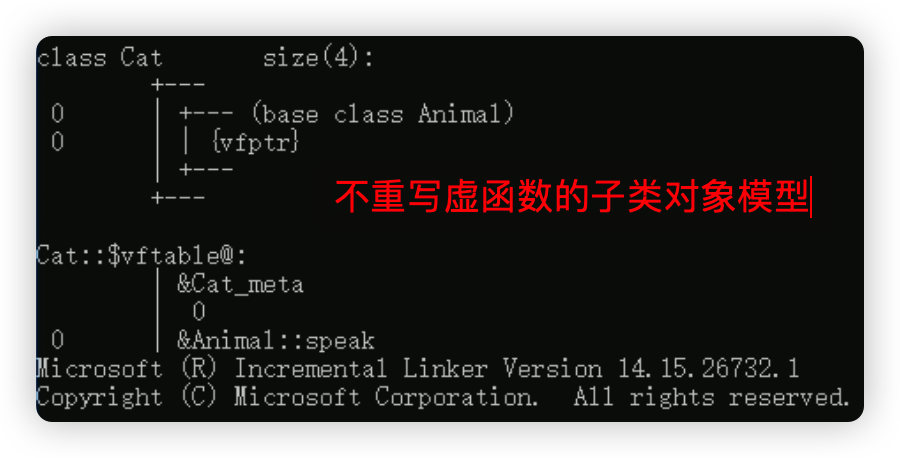 class Cat       size(4):
        +---
 0      | +--- (base class Animal)
 0      | | {vfptr}
        | +---
        +---
不重写虚函数的子类对象模型
Cat::$vftable@:
        | &Cat_meta
        |  0
 0      | &Animal::speak
Microsoft (R) Incremental Linker Version 14.15.26732.1
Copyright (C) Microsoft Corporation.  All rights reserved.